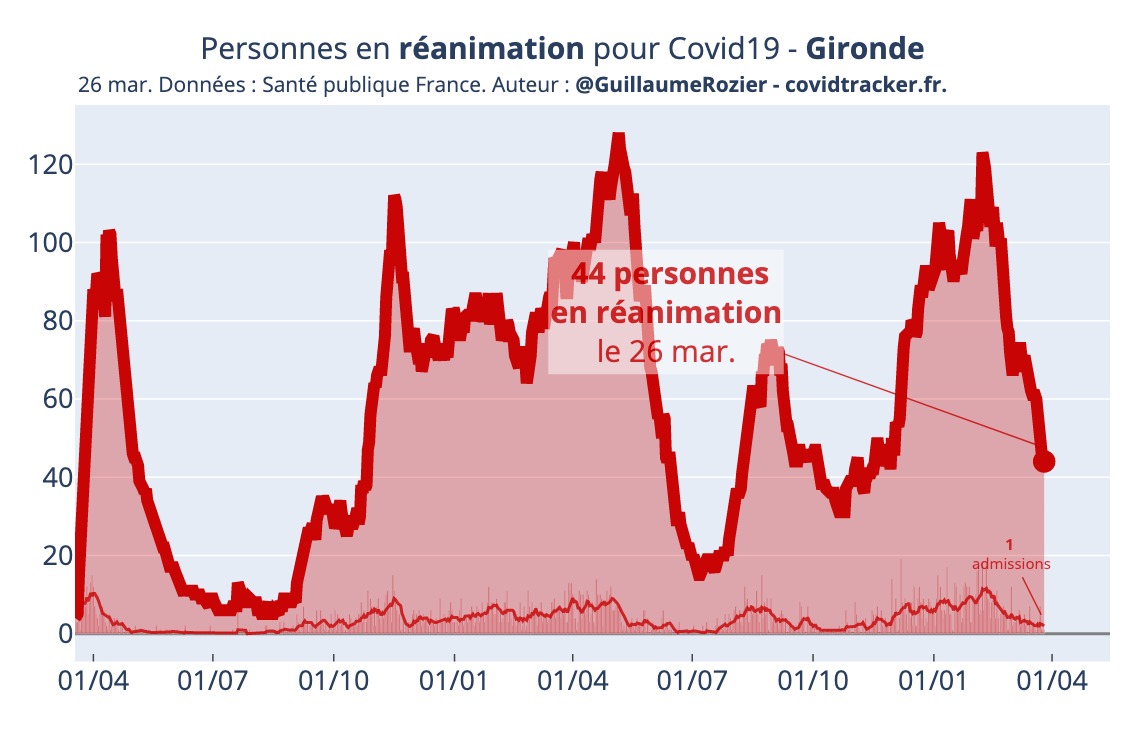 Personnes en réanimation pour Covid19 - Gironde
26 mar. Données : Santé publique France. Auteur : @GuillaumeRozier - covidtracker.fr.
120
100
80
60
40
20
0
44 personnes
en réanimation
le 26 mar.
1
admissions
01/04 01/07 01/10 01/01 01/04 01/07 01/10 01/01 01/04